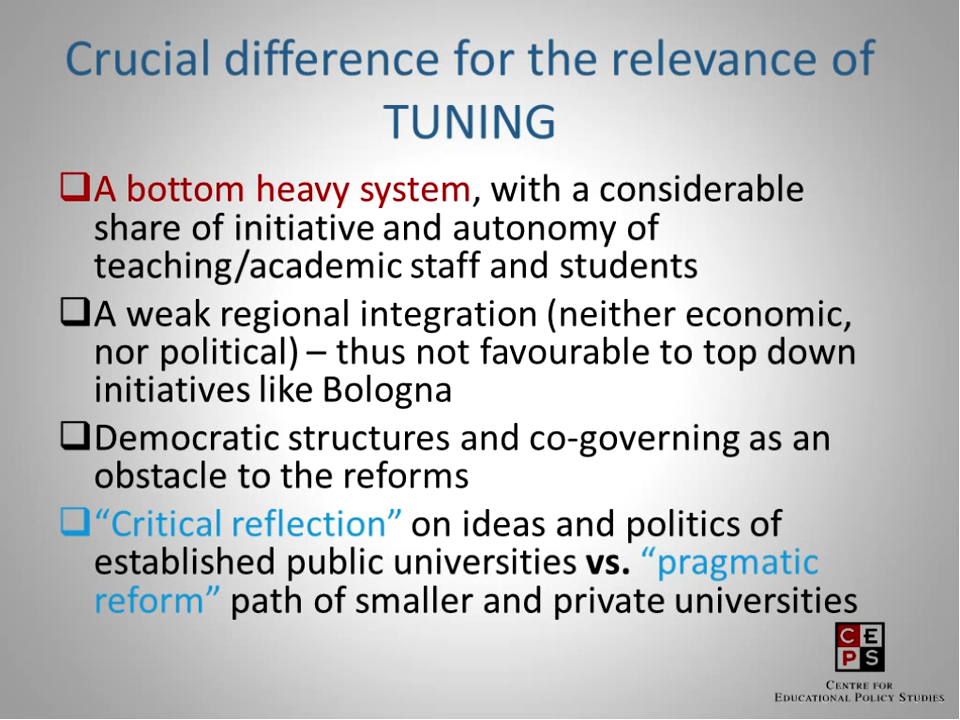 Crucial difference for the relevance of
TUNING
❑A bottom heavy system, with a considerable
share of initiative and autonomy of
teaching/academic staff and students
❑A weak regional integration (neither economic,
nor political) – thus not favourable to top down
initiatives like Bologna
❑Democratic structures and co-governing as an
obstacle to the reforms
❑“Critical reflection” on ideas and politics of
established public universities vs. “pragmatic
reform” path of smaller and private universities
CE
PS
CENTRE FOR
EDUCATIONAL POLICY STUDIES